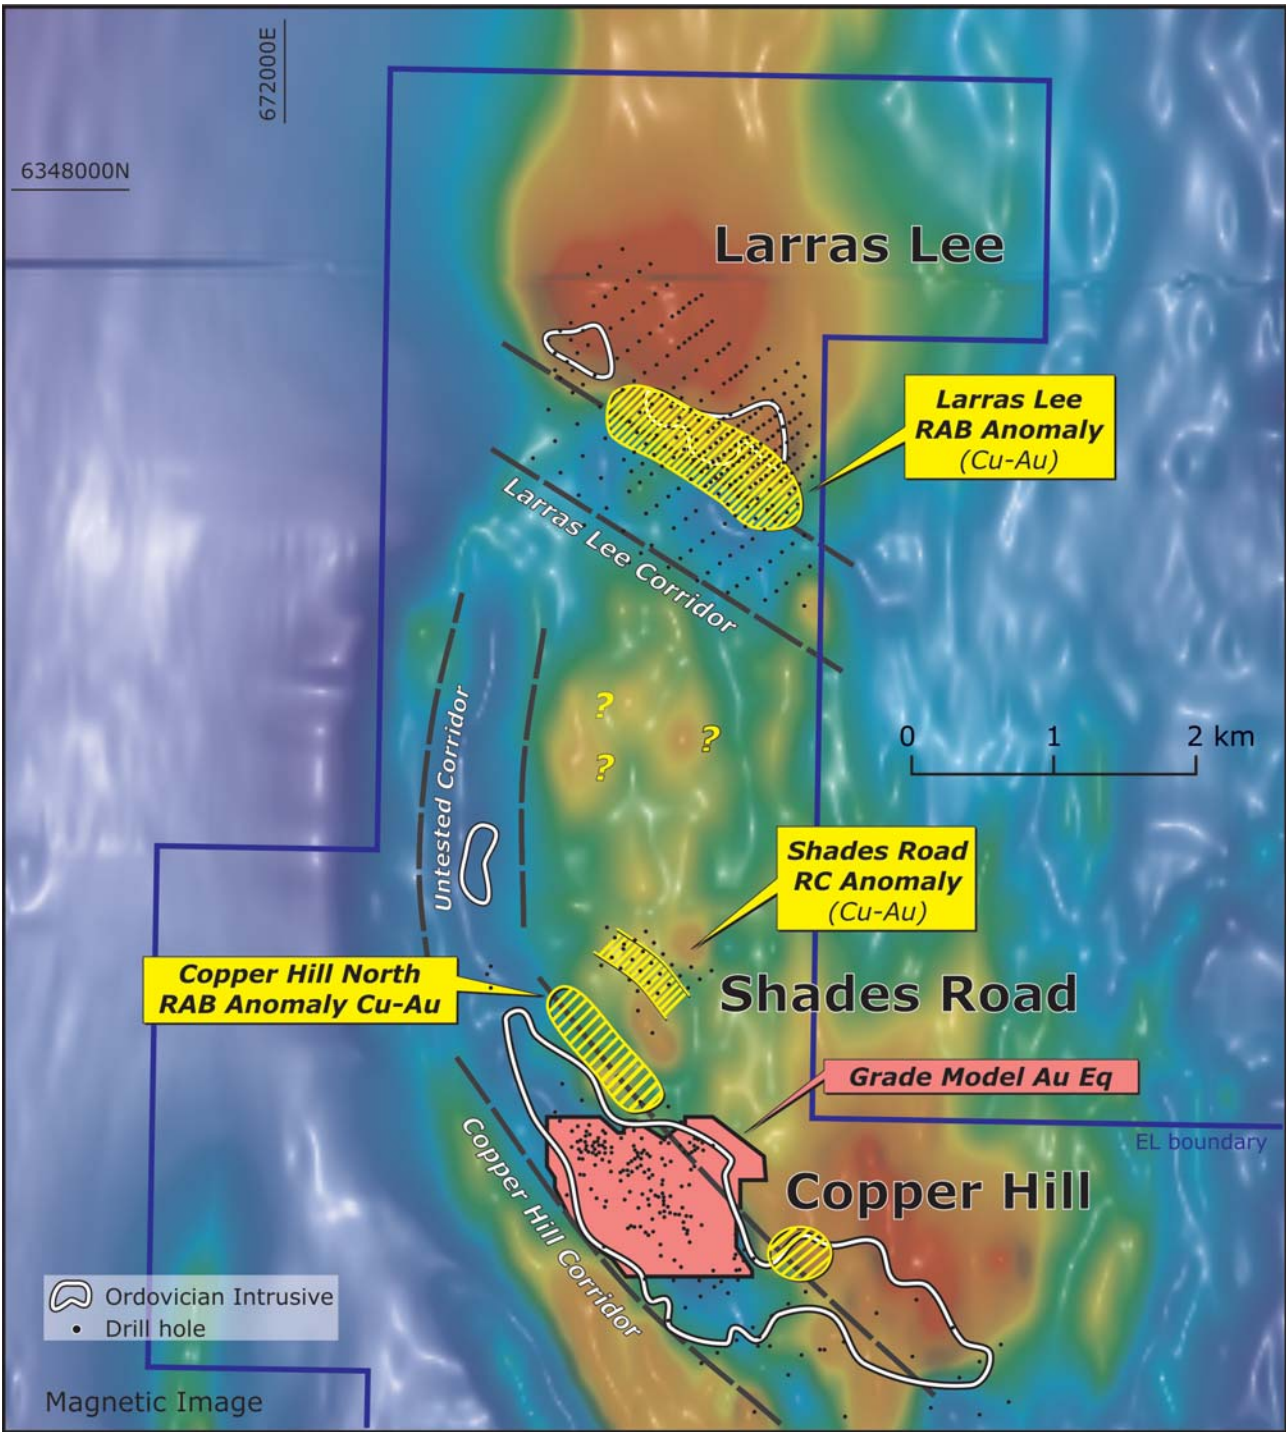 672000E
6348000N
Larras Lee
Larras Lee
RAB Anomaly
(Cu-Au)
Larras Lee Corridor
?
?
?
0 1 2 km
Untested Corridor
Shades Road
RC Anomaly
(Cu-Au)
Copper Hill North
RAB Anomaly Cu-Au
Shades Road
Grade Model Au Eq
EL boundary
Copper Hill
Copper Hill Corridor
Ordovician Intrusive
Drill hole
Magnetic Image